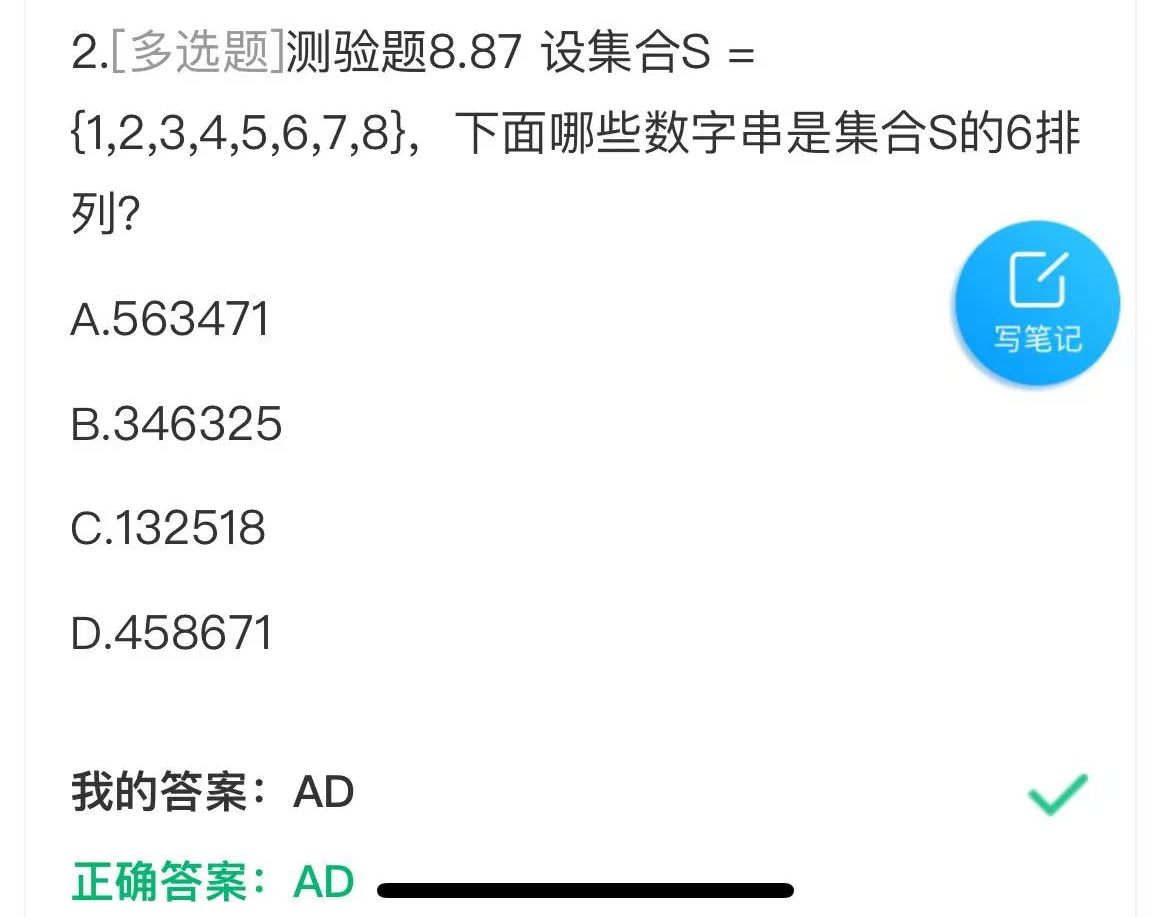 2.[多选题]测验题8.87 设集合S =
{1,2,3,4,5,6,7,8}，下面哪些数字串是集合S的6排
列?
写笔记
A.563471
B.346325
C.132518
D.458671
我的答案：AD
正确答案：AD